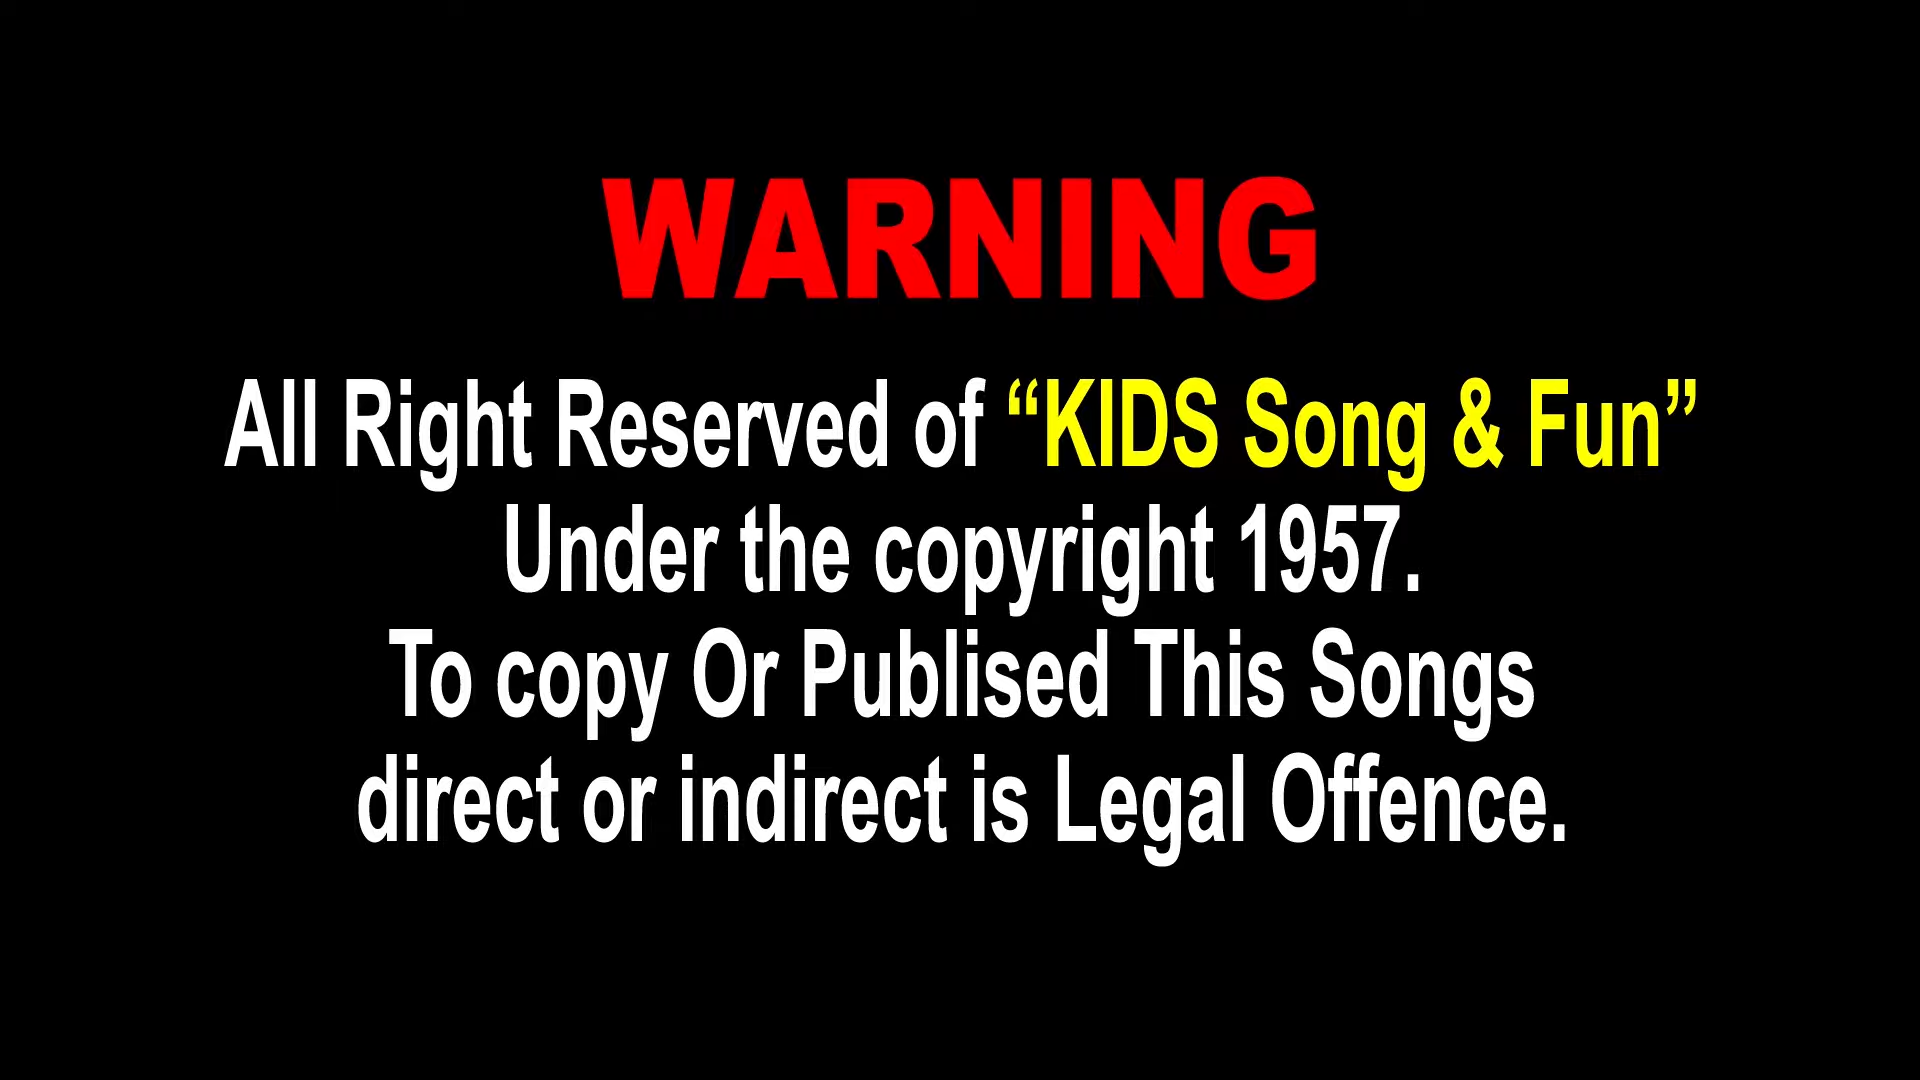 WARNING
All Right Reserved of “KIDS Song & Fun”
Under the copyright 1957.
To copy Or Publised This Songs
direct or indirect is Legal Offence.